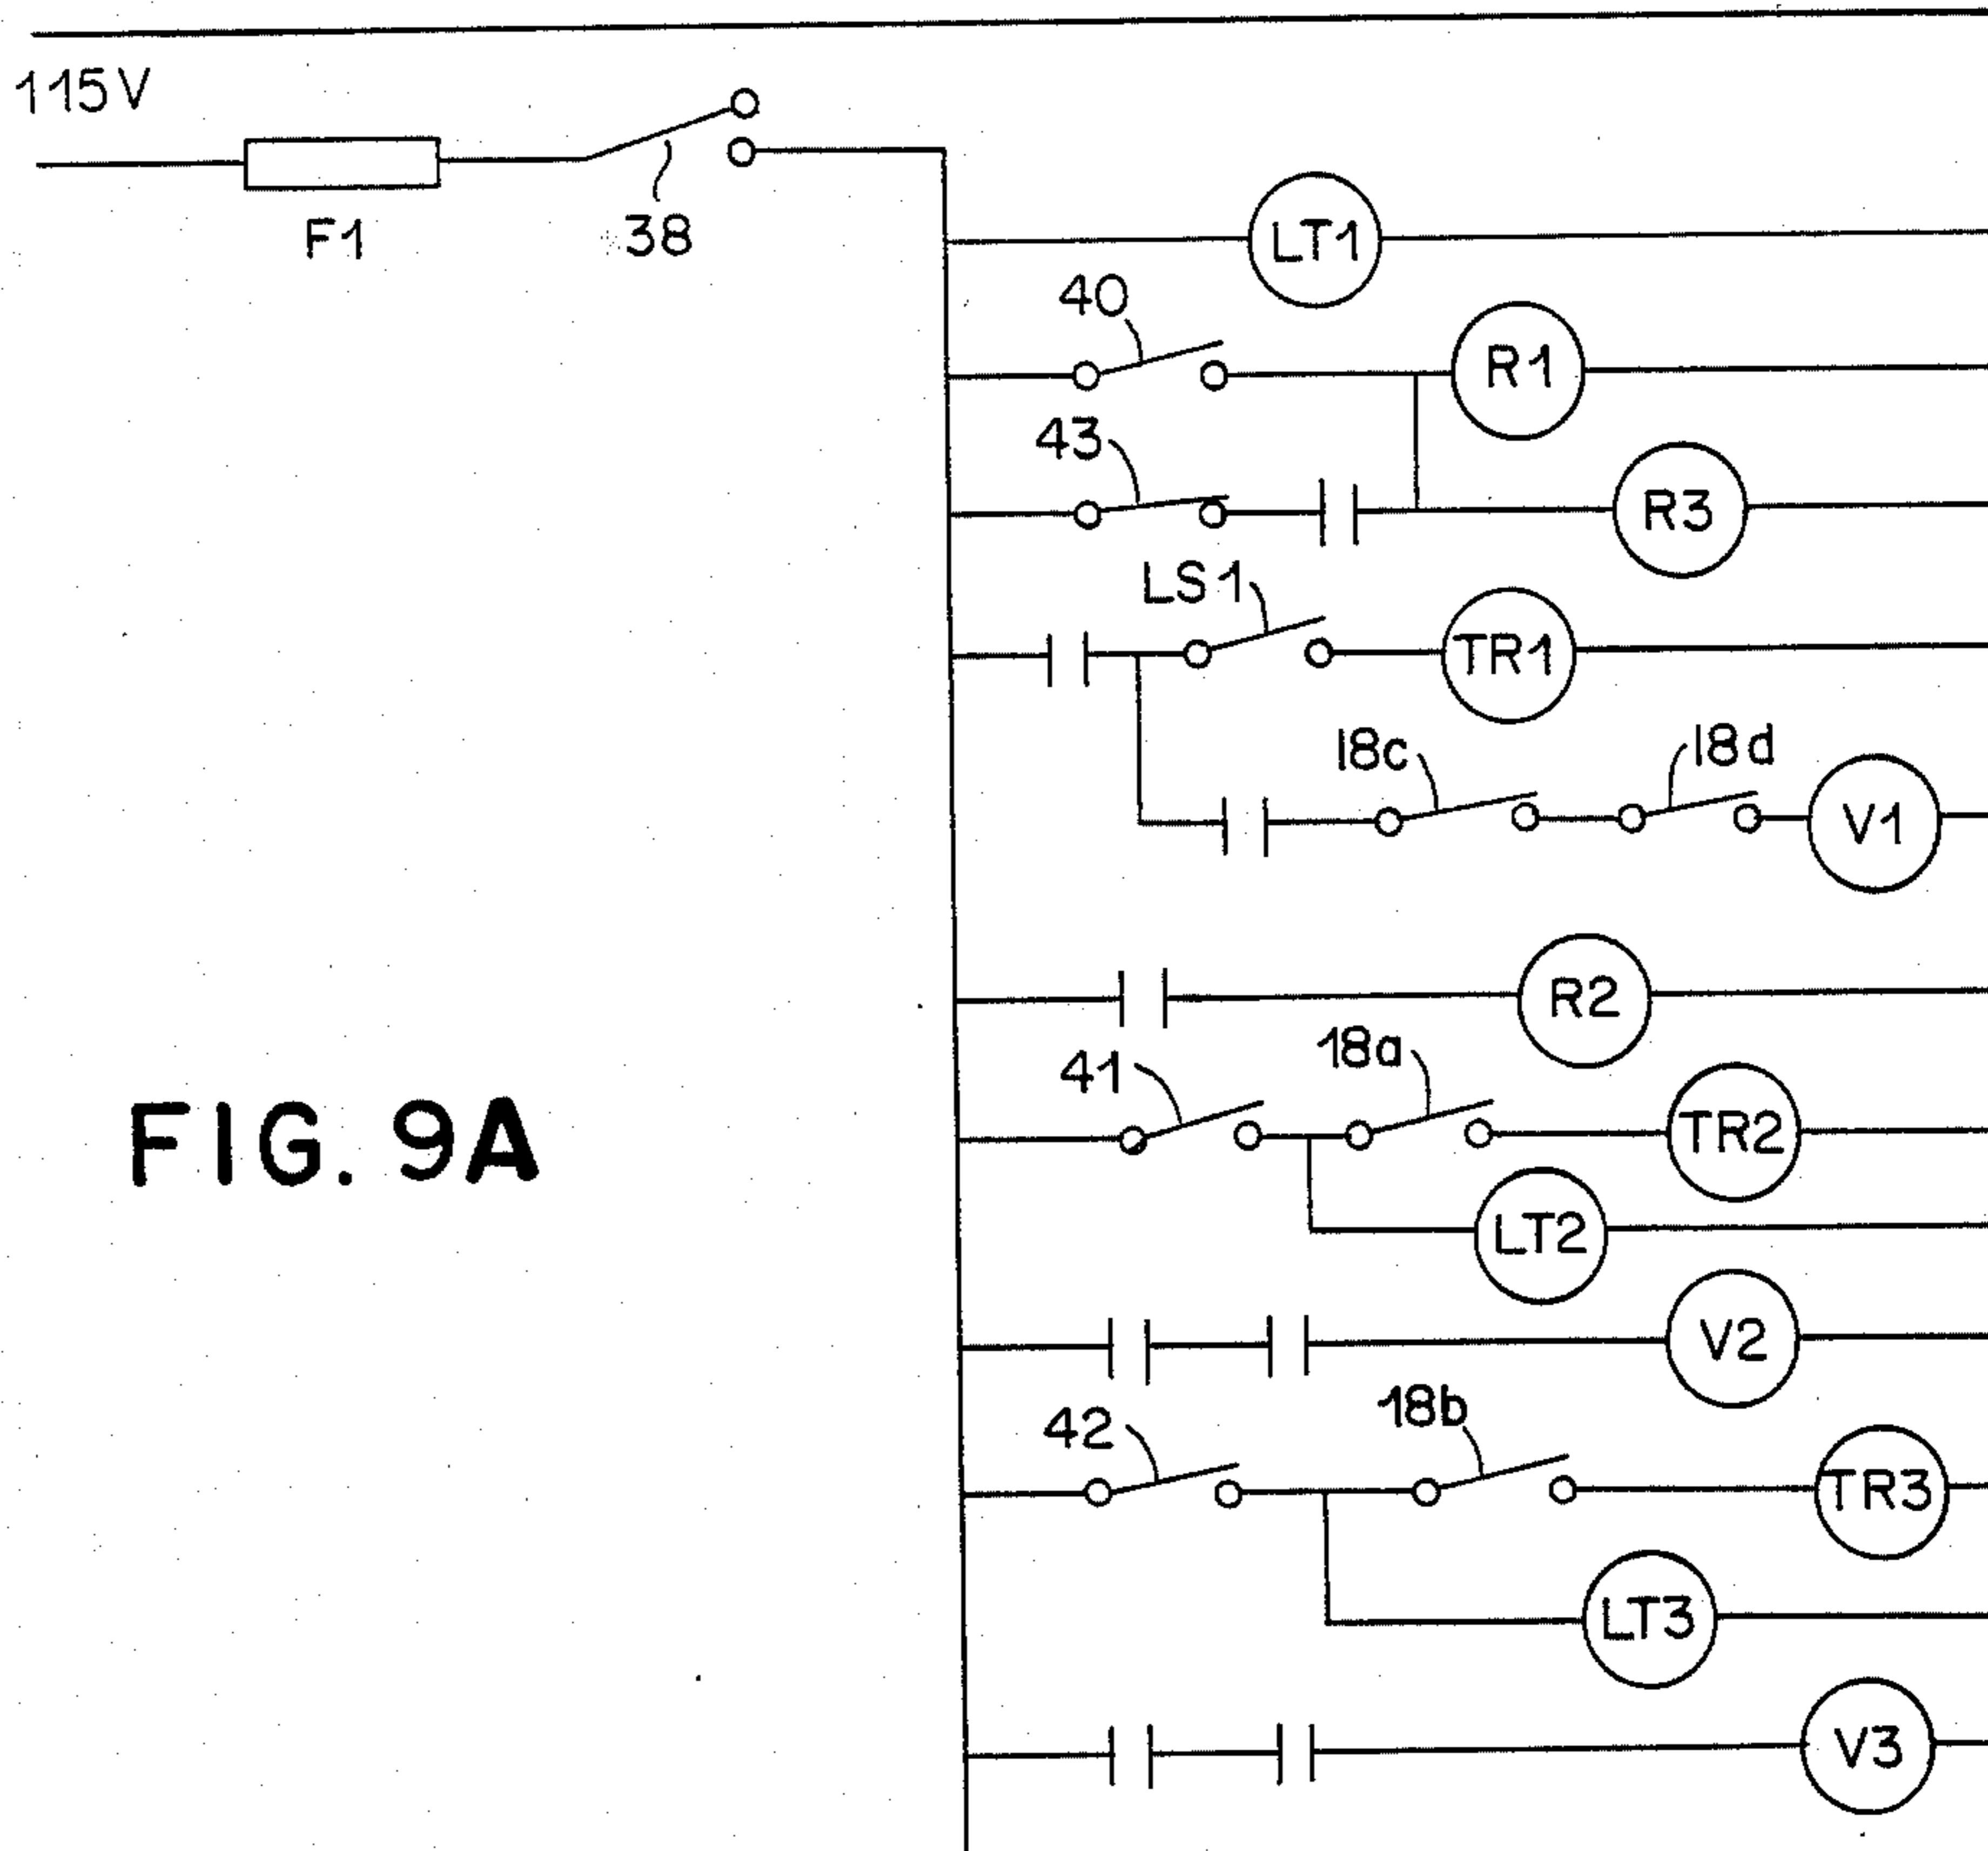 115V
F1
38
LT1
40
R1
43
R3
LS1
TR1
18c
18d
V1
R2
41
18a
TR2
FIG. 9A
LT2
V2
42
18b
TR3
LT3
V3